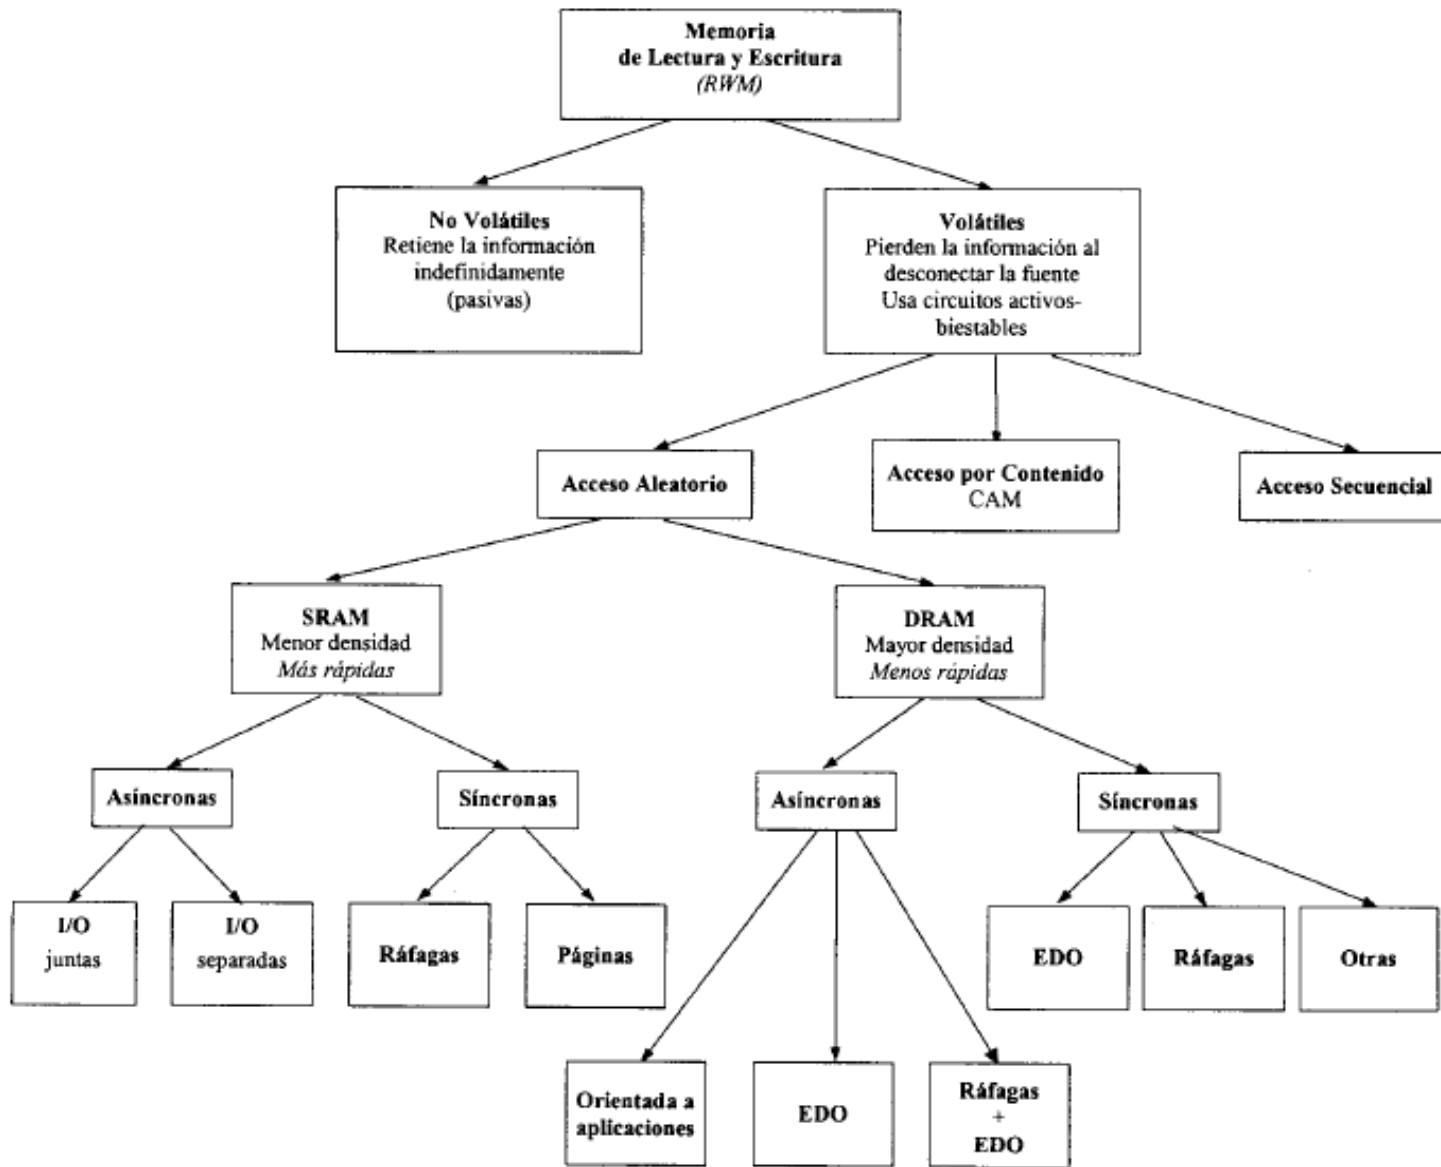 Memoria
de Lectura y Escritura
(RWM)
No Volátiles
Retiene la información
indefinidamente
(pasivas)
Volátiles
Pierden la información al
desconectar la fuente
Usa circuitos activos-
biestables
Acceso Aleatorio
Acceso por Contenido
CAM
Acceso Secuencial
SRAM
Menor densidad
Más rápidas
DRAM
Mayor densidad
Menos rápidas
Asíncronas
Síncronas
Asíncronas
Síncronas
I/O
juntas
I/O
separadas
Ráfagas
Páginas
EDO
Ráfagas
Otras
Orientada a
aplicaciones
EDO
Ráfagas
+
EDO